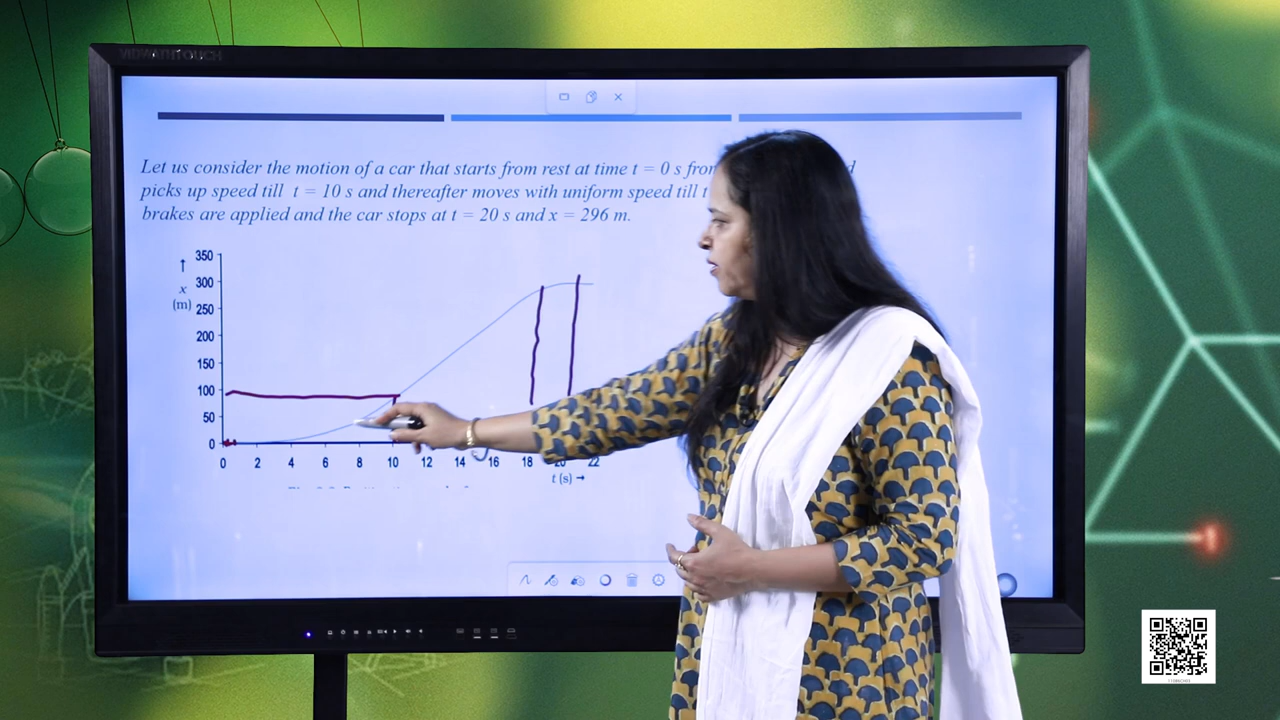 VIDYAITOUCH
Let us consider the motion of a car that starts from rest at time t = 0 s from
picks up speed till t = 10 s and thereafter moves with uniform speed till t
brakes are applied and the car stops at t = 20 s and x = 296 m.
350
↑
x
(m)
300
250
200
150
100
50
0
0 2 4 6 8 10 12 14 16 18 20 22
t (s) →